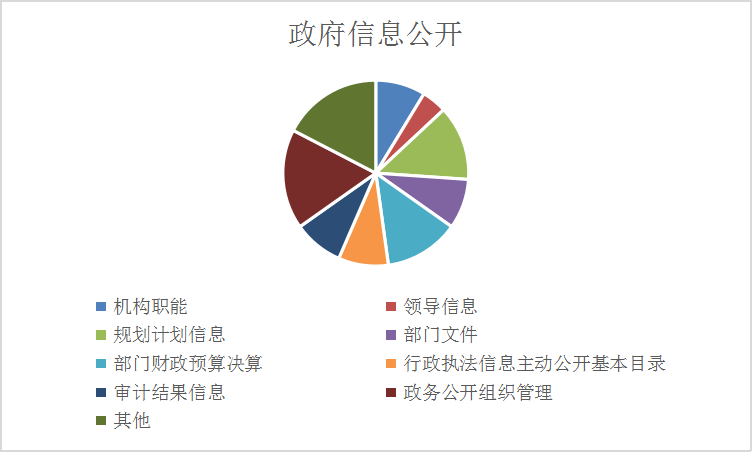 政府信息公开
机构职能
领导信息
规划计划信息
部门文件
部门财政预算决算
行政执法信息主动公开基本目录
审计结果信息
政务公开组织管理
其他